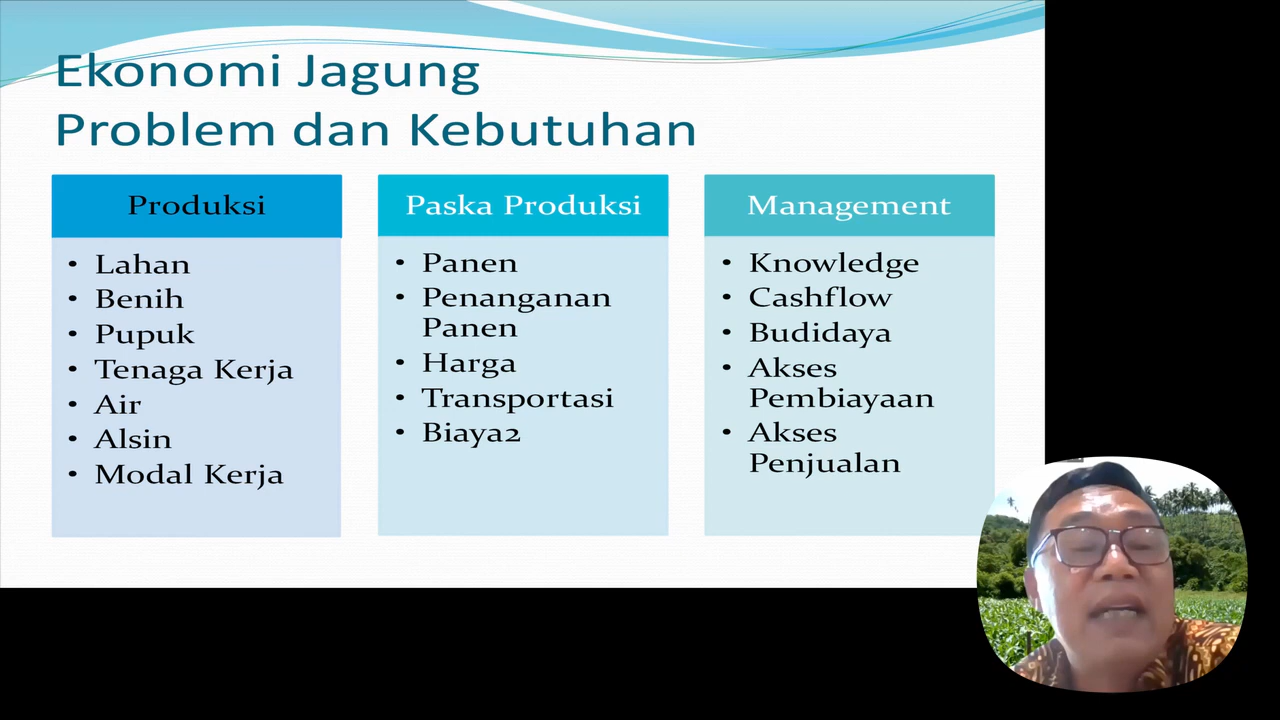 Ekonomi Jagung
Problem dan Kebutuhan
Produksi
• Lahan
• Benih
• Pupuk
• Tenaga Kerja
• Air
• Alsin
• Modal Kerja
Paska Produksi
• Panen
• Penanganan
Panen
• Harga
• Transportasi
• Biaya2
Management
• Knowledge
• Cashflow
• Budidaya
• Akses
Pembiayaan
• Akses
Penjualan